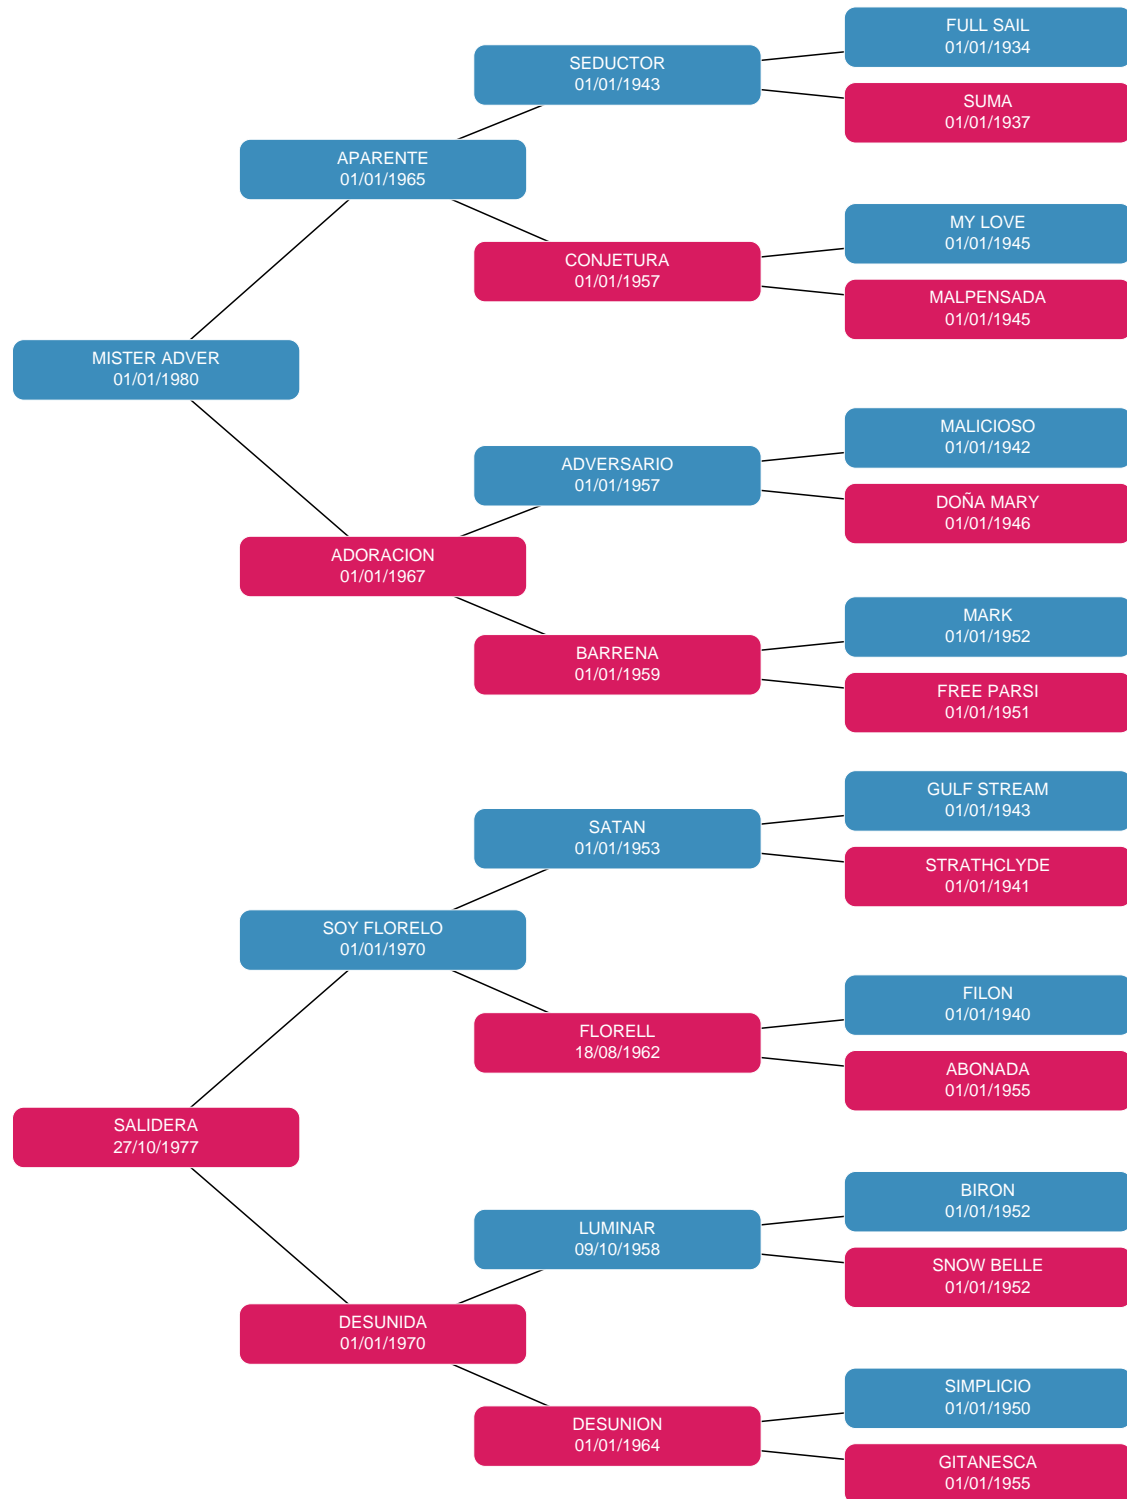 FULL SAIL
01/01/1934
SEDUCTOR
01/01/1943
SUMA
01/01/1937
APARENTE
01/01/1965
MY LOVE
01/01/1945
CONJETURA
01/01/1957
MALPENSADA
01/01/1945
MISTER ADVER
01/01/1980
MALICIOSO
01/01/1942
ADVERSARIO
01/01/1957
DOÑA MARY
01/01/1946
ADORACION
01/01/1967
MARK
01/01/1952
BARRENA
01/01/1959
FREE PARSI
01/01/1951
GULF STREAM
01/01/1943
SATAN
01/01/1953
STRATHCLYDE
01/01/1941
SOY FLORELO
01/01/1970
FILON
01/01/1940
FLORELL
18/08/1962
ABONADA
01/01/1955
SALIDERA
27/10/1977
BIRON
01/01/1952
LUMINAR
09/10/1958
SNOW BELLE
01/01/1952
DESUNIDA
01/01/1970
SIMPLICIO
01/01/1950
DESUNION
01/01/1964
GITANESCA
01/01/1955